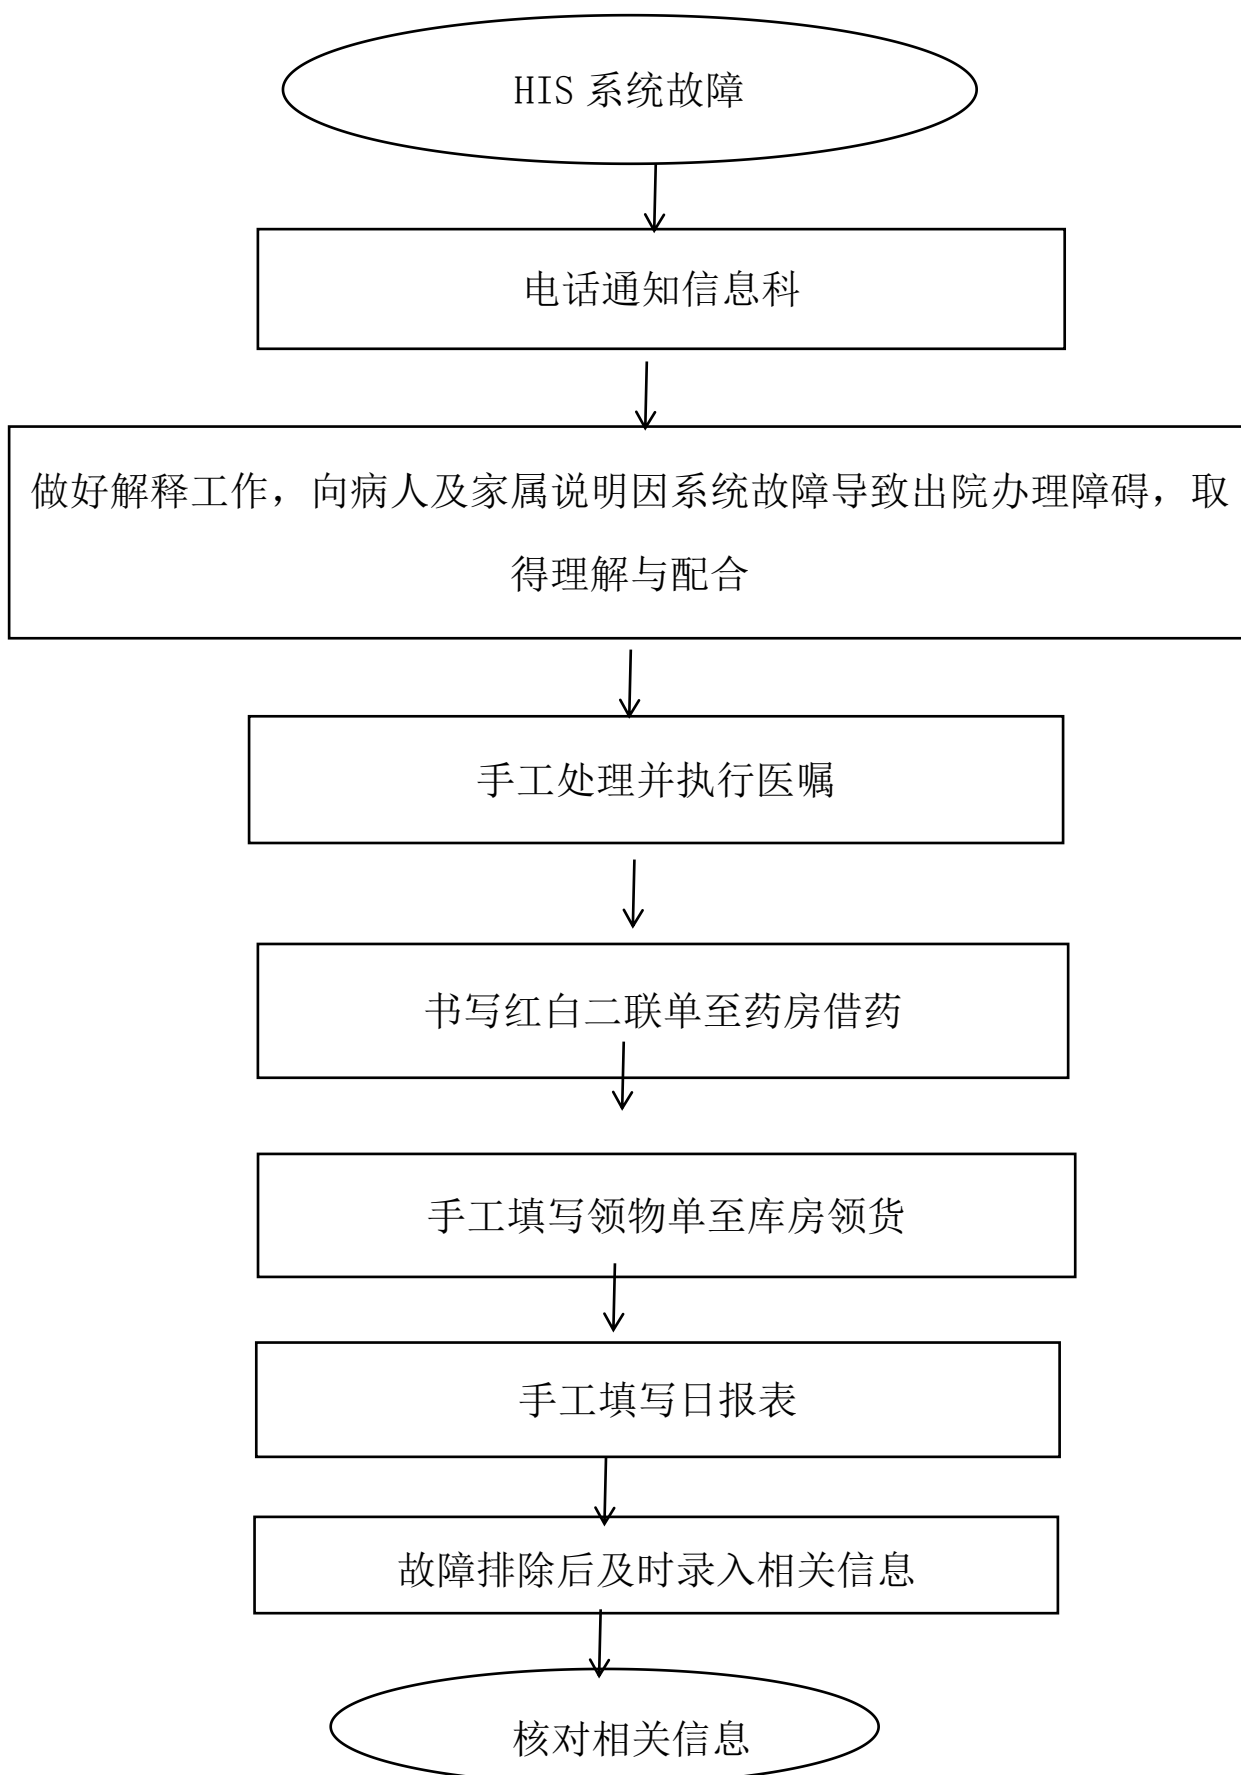 HIS 系统故障
电话通知信息科
做好解释工作，向病人及家属说明因系统故障导致出院办理障碍，取
得理解与配合
手工处理并执行医嘱
书写红白二联单至药房借药
手工填写领物单至库房领货
手工填写日报表
故障排除后及时录入相关信息
核对相关信息